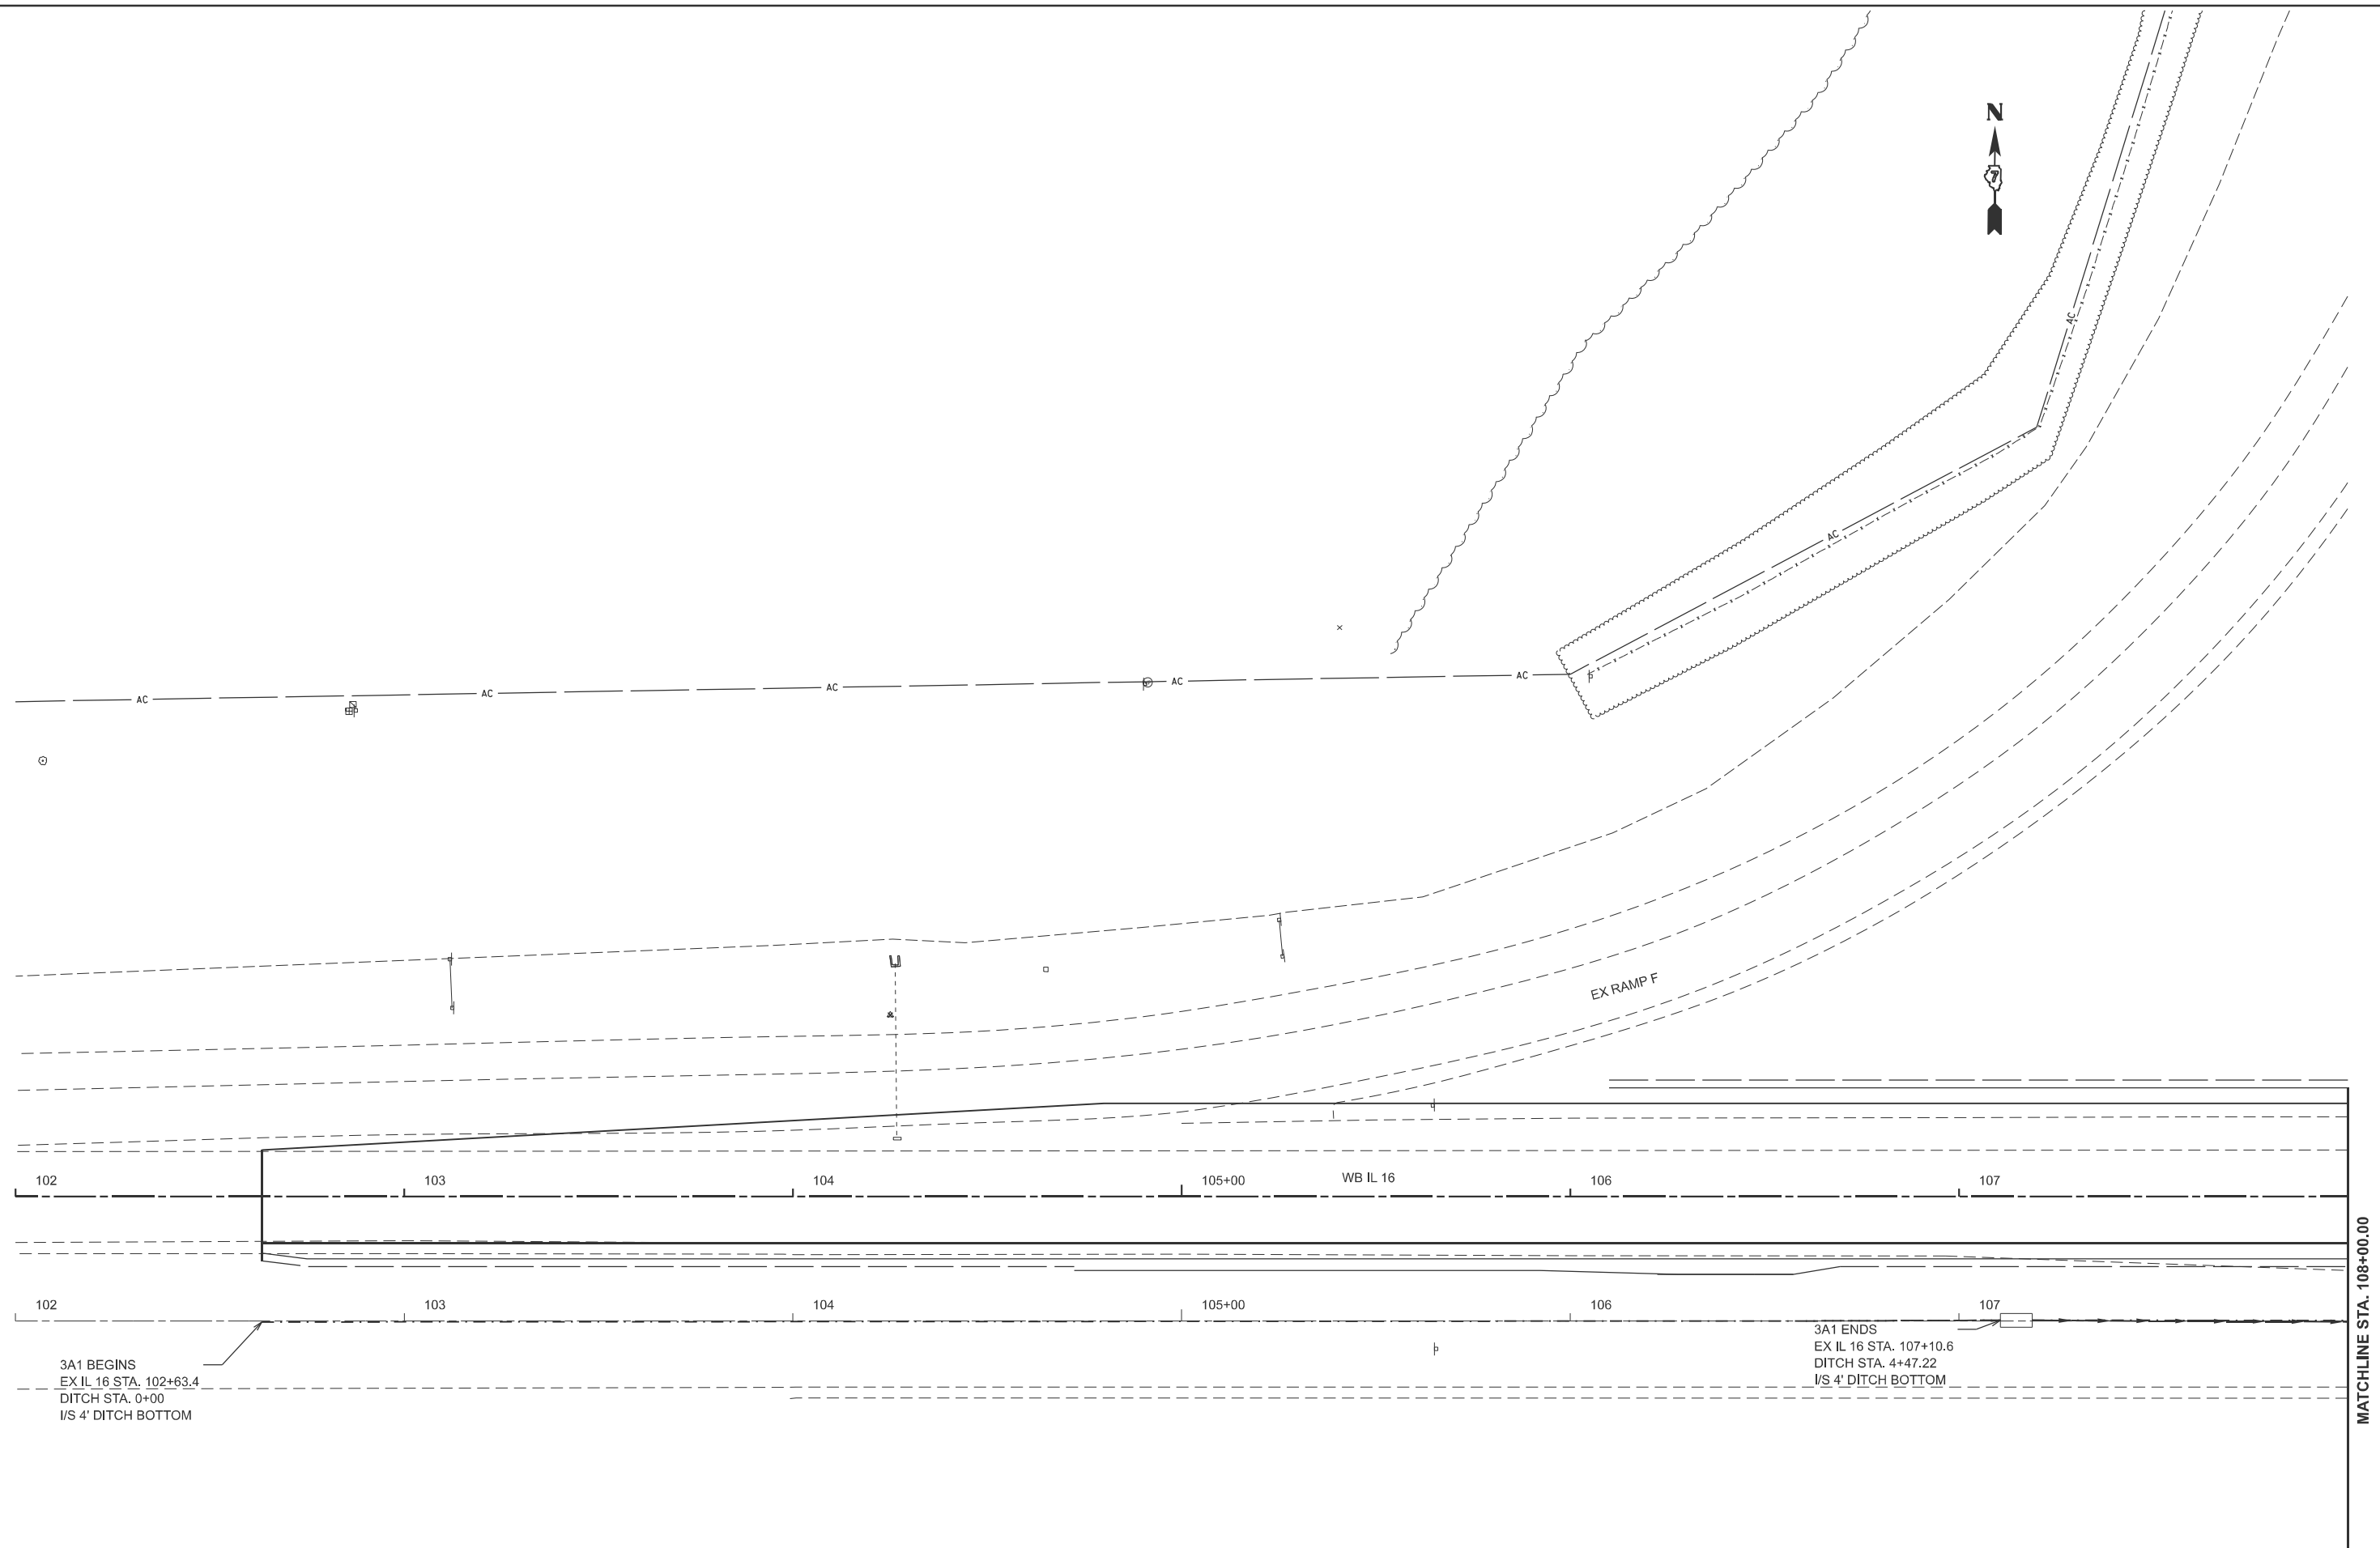 N
7
AC
AC
AC
AC
AC
AC
AC
EX RAMP F
102
103
104
105+00
WB IL 16
106
107
102
103
104
105+00
106
107
3A1 BEGINS
EX IL 16 STA. 102+63.4
DITCH STA. 0+00
I/S 4' DITCH BOTTOM
3A1 ENDS
EX IL 16 STA. 107+10.6
DITCH STA. 4+47.22
I/S 4' DITCH BOTTOM
MATCHLINE STA. 108+00.00